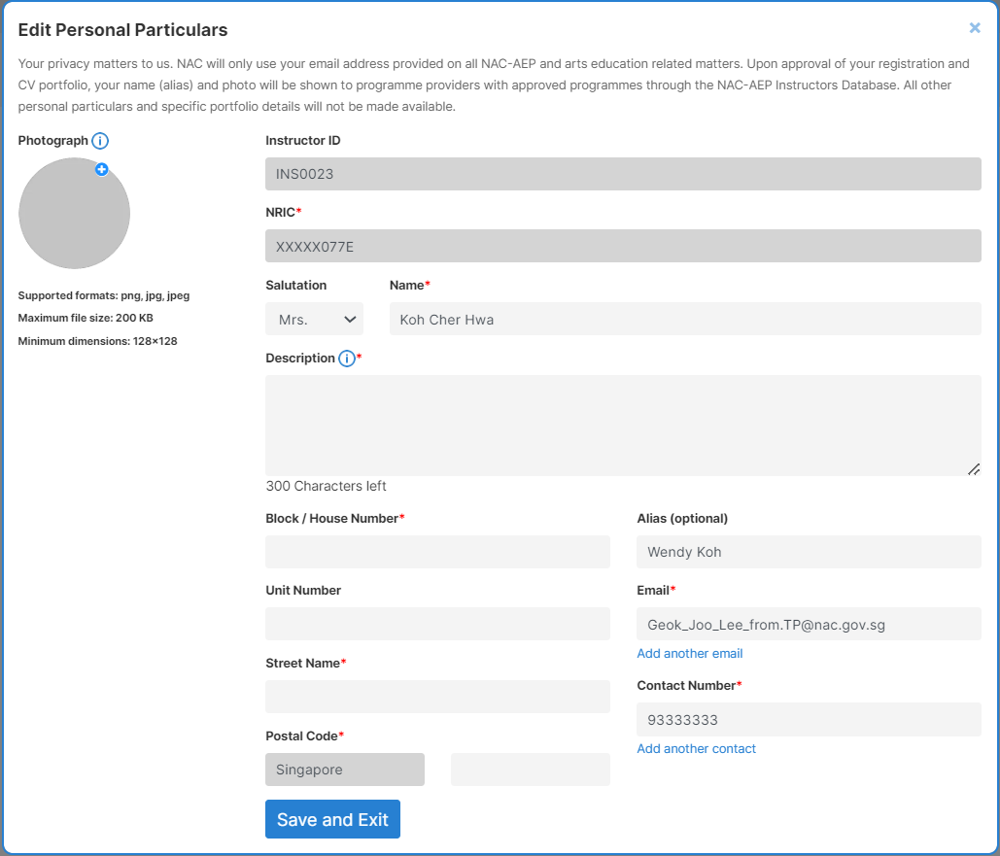 Edit Personal Particulars
Your privacy matters to us. NAC will only use your email address provided on all NAC-AEP and arts education related matters. Upon approval of your registration and
CV portfolio, your name (alias) and photo will be shown to programme providers with approved programmes through the NAC-AEP Instructors Database. All other
personal particulars and specific portfolio details will not be made available.
Photograph
Supported formats: png, jpg, jpeg
Maximum file size: 200 KB
Minimum dimensions: 128×128
Instructor ID
INS0023
NRIC*
XXXXX077E
Salutation
Mrs.
Name*
Koh Cher Hwa
Description *
300 Characters left
Block / House Number*
Unit Number
Street Name*
Postal Code*
Singapore
Alias (optional)
Wendy Koh
Email*
Geok_Joo_Lee_from.TP@nac.gov.sg
Add another email
Contact Number*
93333333
Add another contact
Save and Exit